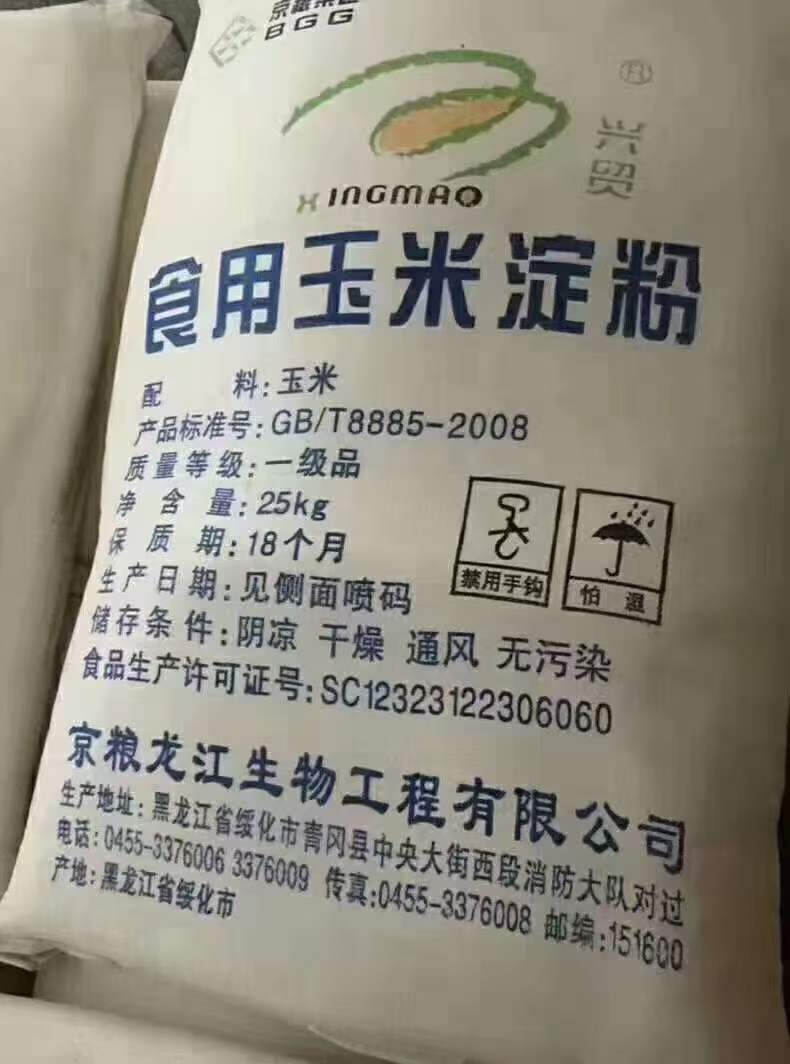 京粮集团
BGG
®
兴贸
XINGMAO
食用玉米淀粉
配 料:玉米
产品标准号:GB/T8885-2008
质量等级:一级品
净含量:25kg
保质期:18个月
生产日期:见侧面喷码
储存条件:阴凉 干燥 通风 无污染
食品生产许可证号:SC12323122306060
禁用手钩
怕湿
京粮龙江生物工程有限公司
生产地址:黑龙江省绥化市青冈县中央大街西段消防大队对过
电话:0455-3376006 3376009 传真:0455-3376008 邮编:151600
产地:黑龙江省绥化市